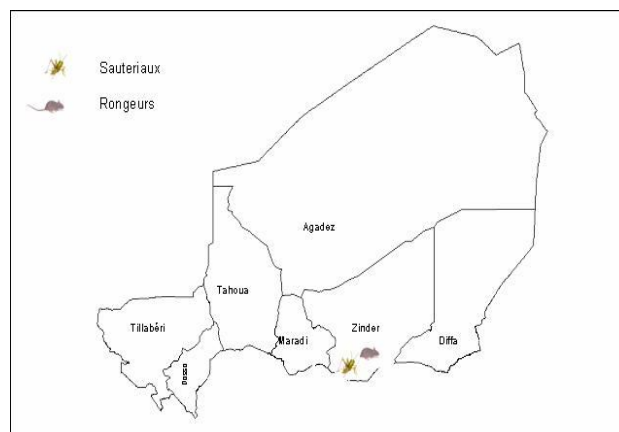 Sauteriaux
Rongeurs
Agadez
Tahoua
Tillabéri
Maradi
Zinder
Diffa
Dosso